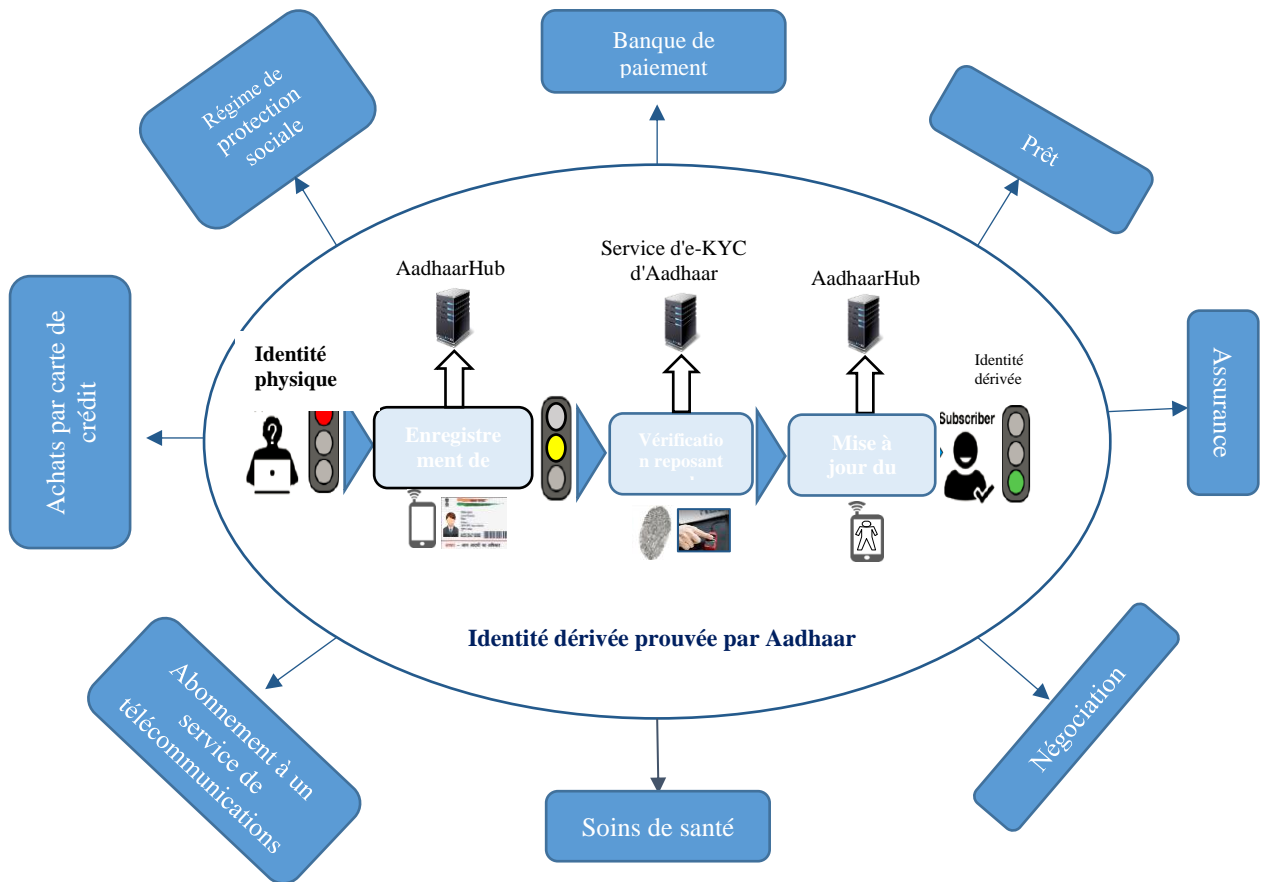 Banque de
paiement
Régime de
protection
sociale
Prêt
Service d'e-KYC
d'Aadhaar
AadhaarHub
AadhaarHub
Achats par carte de
crédit
Identité
physique
Identité
dérivée
Assurance
Subscriber
Enregistre
ment de
Vérificatio
n reposant
Mise à
jour du
Identité dérivée prouvée par Aadhaar
Abonnement à un
service de
télécommunications
Négociation
Soins de santé